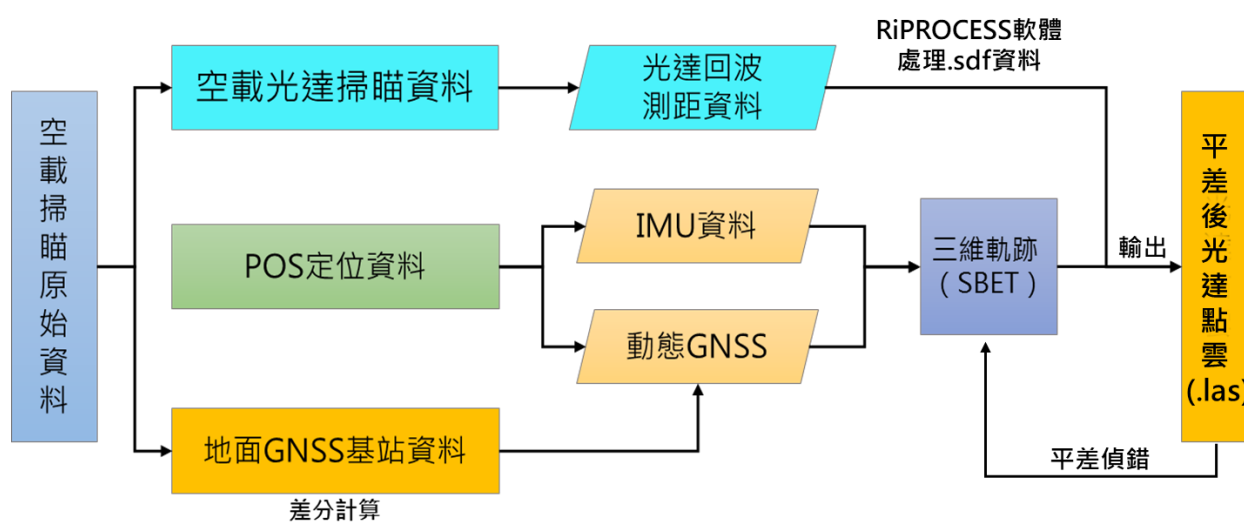 空載掃瞄原始資料
空載光達掃瞄資料
光達回波
測距資料
RiPROCESS軟體
處理.sdf資料
POS定位資料
IMU資料
動態GNSS
地面GNSS基站資料
差分計算
三維軌跡
（SBET）
輸出
平差偵錯
平差後光達點雲
(.las)